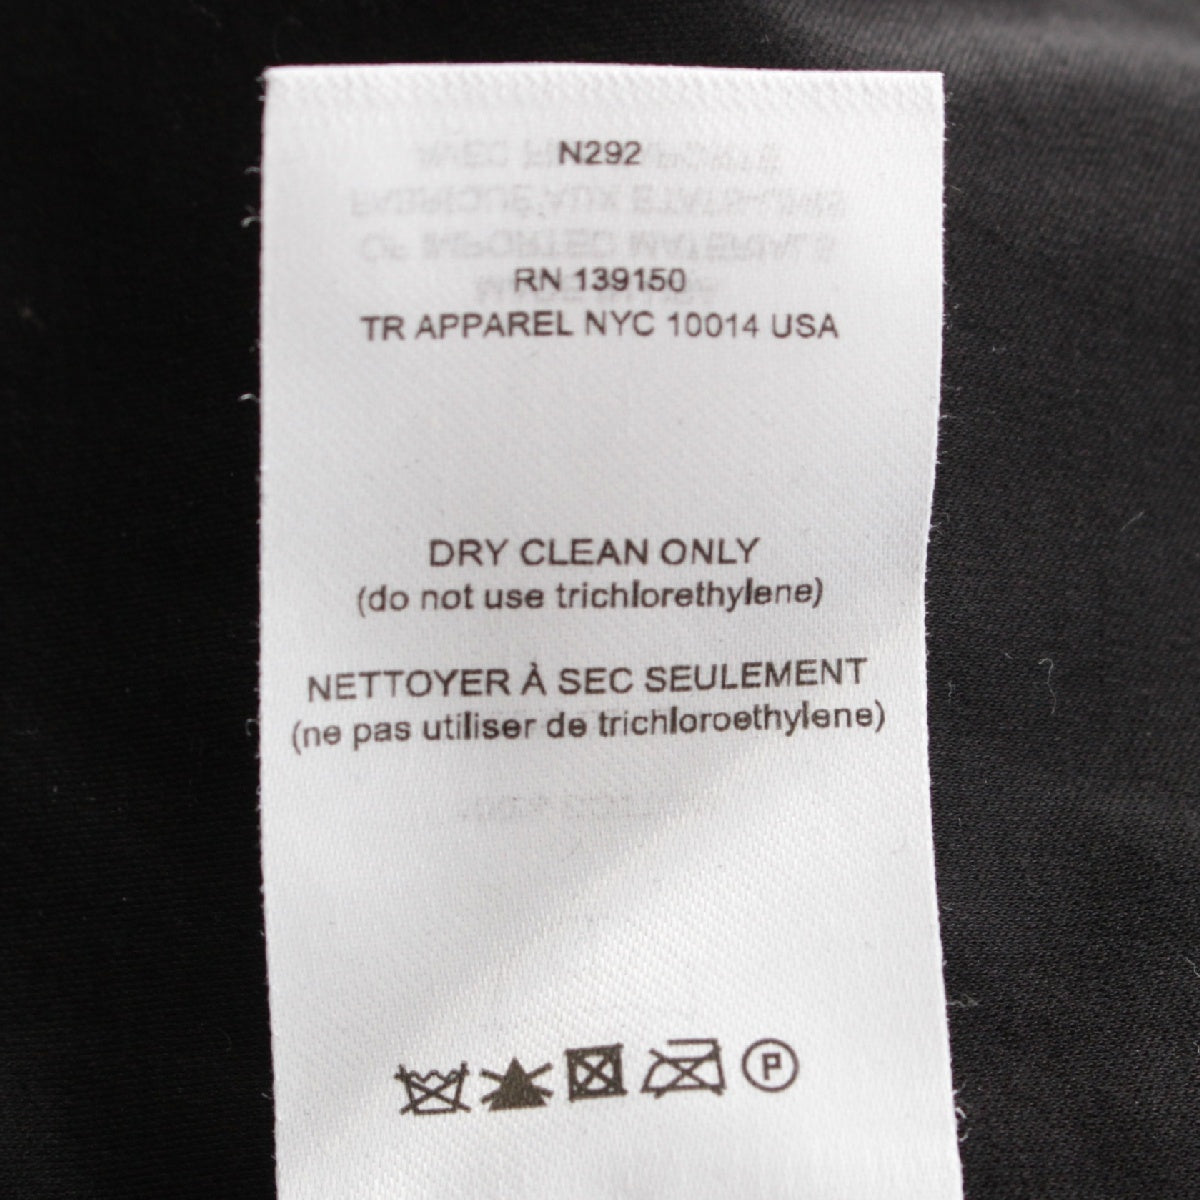 N292
RN 139150
TR APPAREL NYC 10014 USA
DRY CLEAN ONLY
(do not use trichlorethylene)
NETTOYER À SEC SEULEMENT
(ne pas utiliser de trichloroethylene)
P